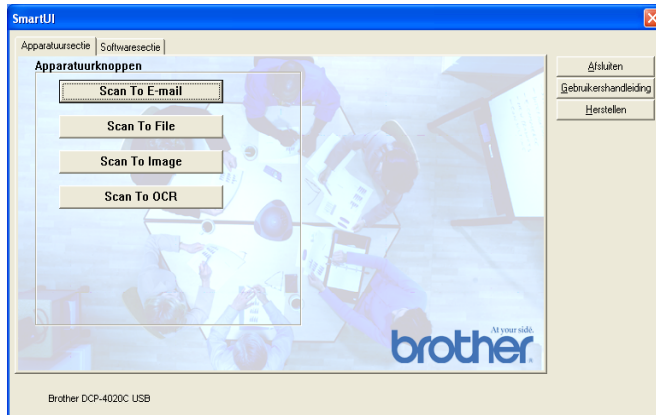 SmartUI
Apparatuursectie
Softwaresectie
Apparatuurknoppen
Scan To E-mail
Scan To File
Scan To Image
Scan To OCR
Afsluiten
Gebruikershandleiding
Herstellen
At your side.
brother.
Brother DCP-4020C USB